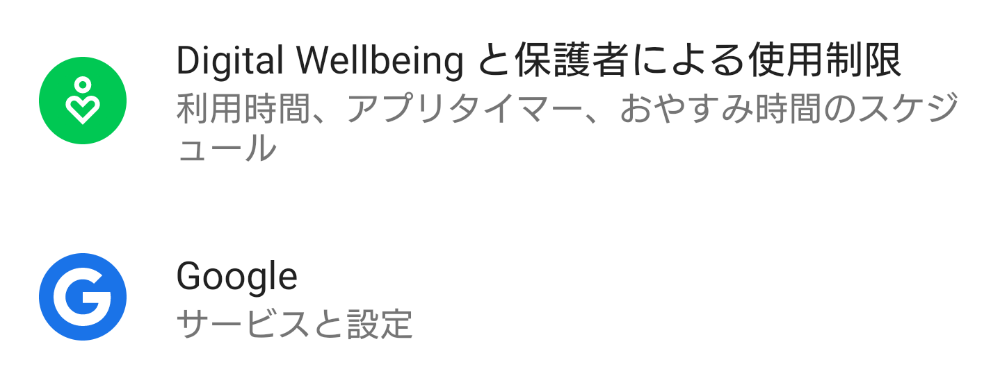 Digital Wellbeing と保護者による使用制限
利用時間、アプリタイマー、おやすみ時間のスケジ
ュール
Google
サービスと設定